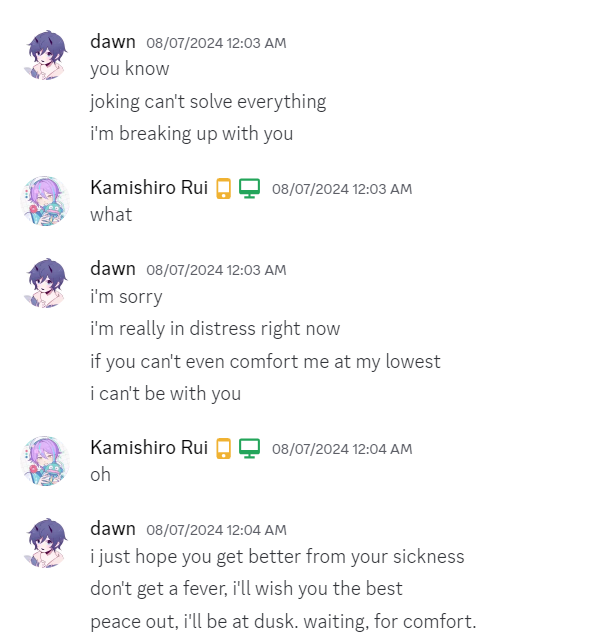 dawn 08/07/2024 12:03 AM
you know
joking can't solve everything
i'm breaking up with you
Kamishiro Rui 08/07/2024 12:03 AM
what
dawn 08/07/2024 12:03 AM
i'm sorry
i'm really in distress right now
if you can't even comfort me at my lowest
i can't be with you
Kamishiro Rui 08/07/2024 12:04 AM
oh
dawn 08/07/2024 12:04 AM
i just hope you get better from your sickness
don't get a fever, i'll wish you the best
peace out, i'll be at dusk. waiting, for comfort.